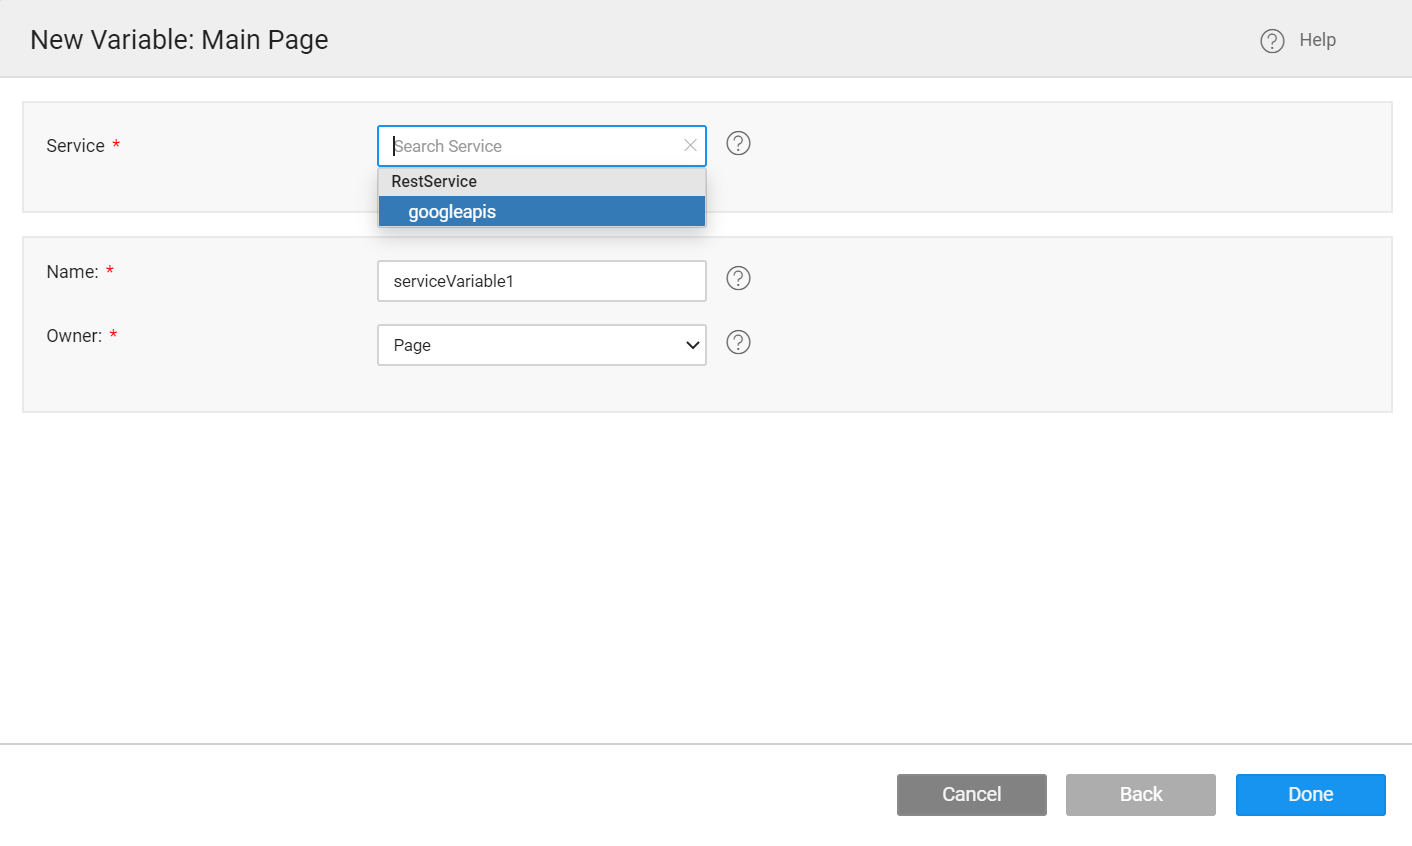 New Variable: Main Page
Help
Service *
Search Service
RestService
googleapis
Name: *
serviceVariable1
Owner: *
Page
Cancel
Back
Done